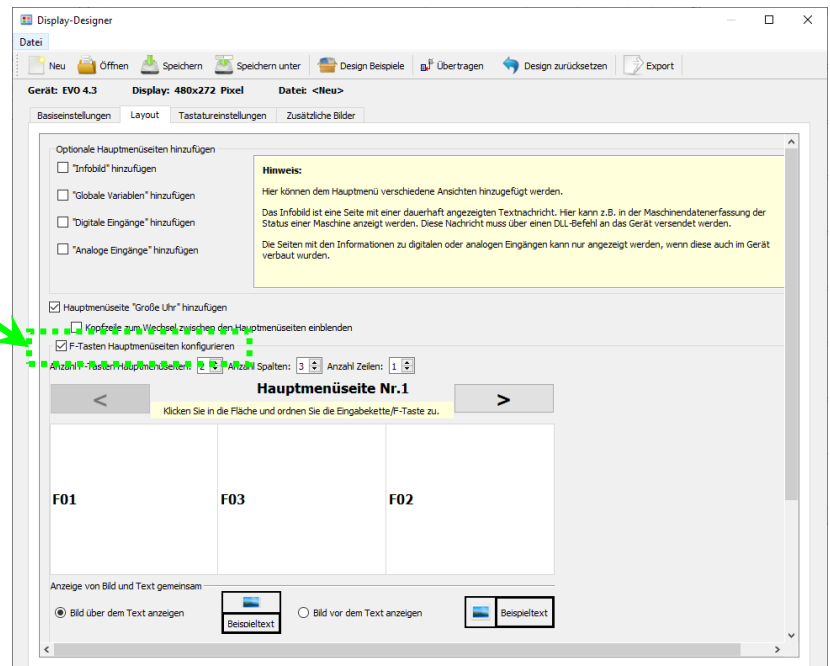 Display-Designer
Datei
Neu Öffnen Speichern Speichern unter Design Beispiele Übertragen Design zurücksetzen Export
Gerät: EVO 4.3 Display: 480x272 Pixel Datei: <Neu>
Basiseinstellungen Layout Tastatureinstellungen Zusätzliche Bilder
Optionale Hauptmenüseiten hinzufügen
"Infobild" hinzufügen
"Globale Variablen" hinzufügen
"Digitale Eingänge" hinzufügen
"Analoge Eingänge" hinzufügen
Hinweis:
Hier können dem Hauptmenü verschiedene Ansichten hinzugefügt werden.
Das Infobild ist eine Seite mit einer dauerhaft angezeigten Textnachricht. Hier kann z.B. in der Maschinendatenerfassung der
Status einer Maschine anzeigt werden. Diese Nachricht muss über einen DLL-Befehl an das Gerät versendet werden.
Die Seiten mit den Informationen zu digitalen oder analogen Eingängen kann nur angezeigt werden, wenn diese auch im Gerät
verbaut wurden.
Hauptmenüseite "Große Uhr" hinzufügen
Kopfzeile zum Wechsel zwischen den Hauptmenüseiten einblenden
F-Tasten Hauptmenüseiten konfigurieren
Anzahl F-Tasten Hauptmenüseiten: 2 Anzahl Spalten: 3 Anzahl Zeilen: 1
< Hauptmenüseite Nr.1 >
Klicken Sie in die Fläche und ordnen Sie die Eingabekette/F-Taste zu.
F01 F03 F02
Anzeige von Bild und Text gemeinsam
Bild über dem Text anzeigen Beispieltext Bild vor dem Text anzeigen Beispieltext